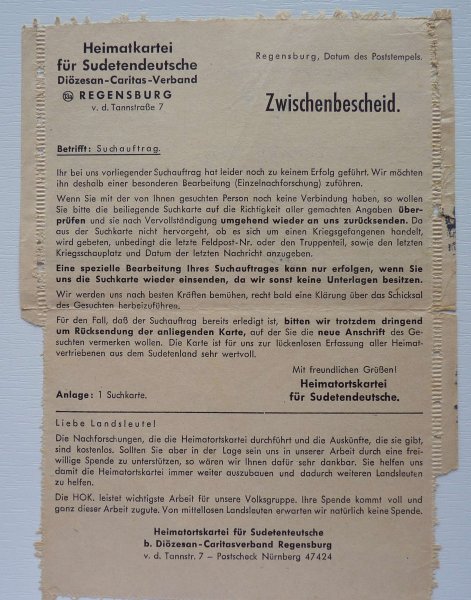 Heimatkartei
für Sudetendeutsche
Diözesan-Caritas-Verband
REGENSBURG
v. d. Tannstraße 7
Regensburg, Datum des Poststempels.
Zwischenbescheid.
Betrifft: Suchauftrag.
Ihr bei uns vorliegender Suchauftrag hat leider noch zu keinem Erfolg geführt. Wir möchten
ihn deshalb einer besonderen Bearbeitung (Einzelnachforschung) zuführen.
Wenn Sie mit der von Ihnen gesuchten Person noch keine Verbindung haben, so wollen
Sie bitte die beiliegende Suchkarte auf die Richtigkeit aller gemachten Angaben über-
prüfen und sie nach Vervollständigung umgehend wieder an uns zurücksenden. Da
aus der Suchkarte nicht hervorgeht, ob es sich um einen Kriegsgefangenen handelt,
wird gebeten, unbedingt die letzte Feldpost-Nr. oder den Truppenteil, sowie den letzten
Kriegsschauplatz und Datum der letzten Nachricht anzugeben.
Eine spezielle Bearbeitung Ihres Suchauftrages kann nur erfolgen, wenn Sie
uns die Suchkarte wieder einsenden, da wir sonst keine Unterlagen besitzen.
Wir werden uns nach besten Kräften bemühen, recht bald eine Klärung über das Schicksal
des Gesuchten herbeizuführen.
Für den Fall, daß der Suchauftrag bereits erledigt ist, bitten wir trotzdem dringend
um Rücksendung der anliegenden Karte, auf der Sie die neue Anschrift des Ge-
suchten vermerken wollen. Die Karte ist für uns zur lückenlosen Erfassung aller Heimat-
vertriebenen aus dem Sudetenland sehr wertvoll.
Mit freundlichen Grüßen!
Heimatortskartei
für Sudetendeutsche.
Anlage: 1 Suchkarte.
Liebe Landsleute!
Die Nachforschungen, die die Heimatortskartei durchführt und die Auskünfte, die sie gibt,
sind kostenlos. Sollten Sie aber in der Lage sein uns in unserer Arbeit durch eine frei-
willige Spende zu unterstützen, so wären wir Ihnen dafür sehr dankbar. Sie helfen uns
damit die Heimatortskartei immer weiter auszubauen und dadurch weiteren Landsleuten
zu helfen.
Die HOK. leistet wichtigste Arbeit für unsere Volksgruppe. Ihre Spende kommt voll und
ganz dieser Arbeit zugute. Von mittellosen Landsleuten erwarten wir natürlich keine Spende.
Heimatortskartei für Sudetenteutsche
b. Diözesan-Caritasverband Regensburg
v. d. Tannstr. 7 – Postscheck Nürnberg 47424